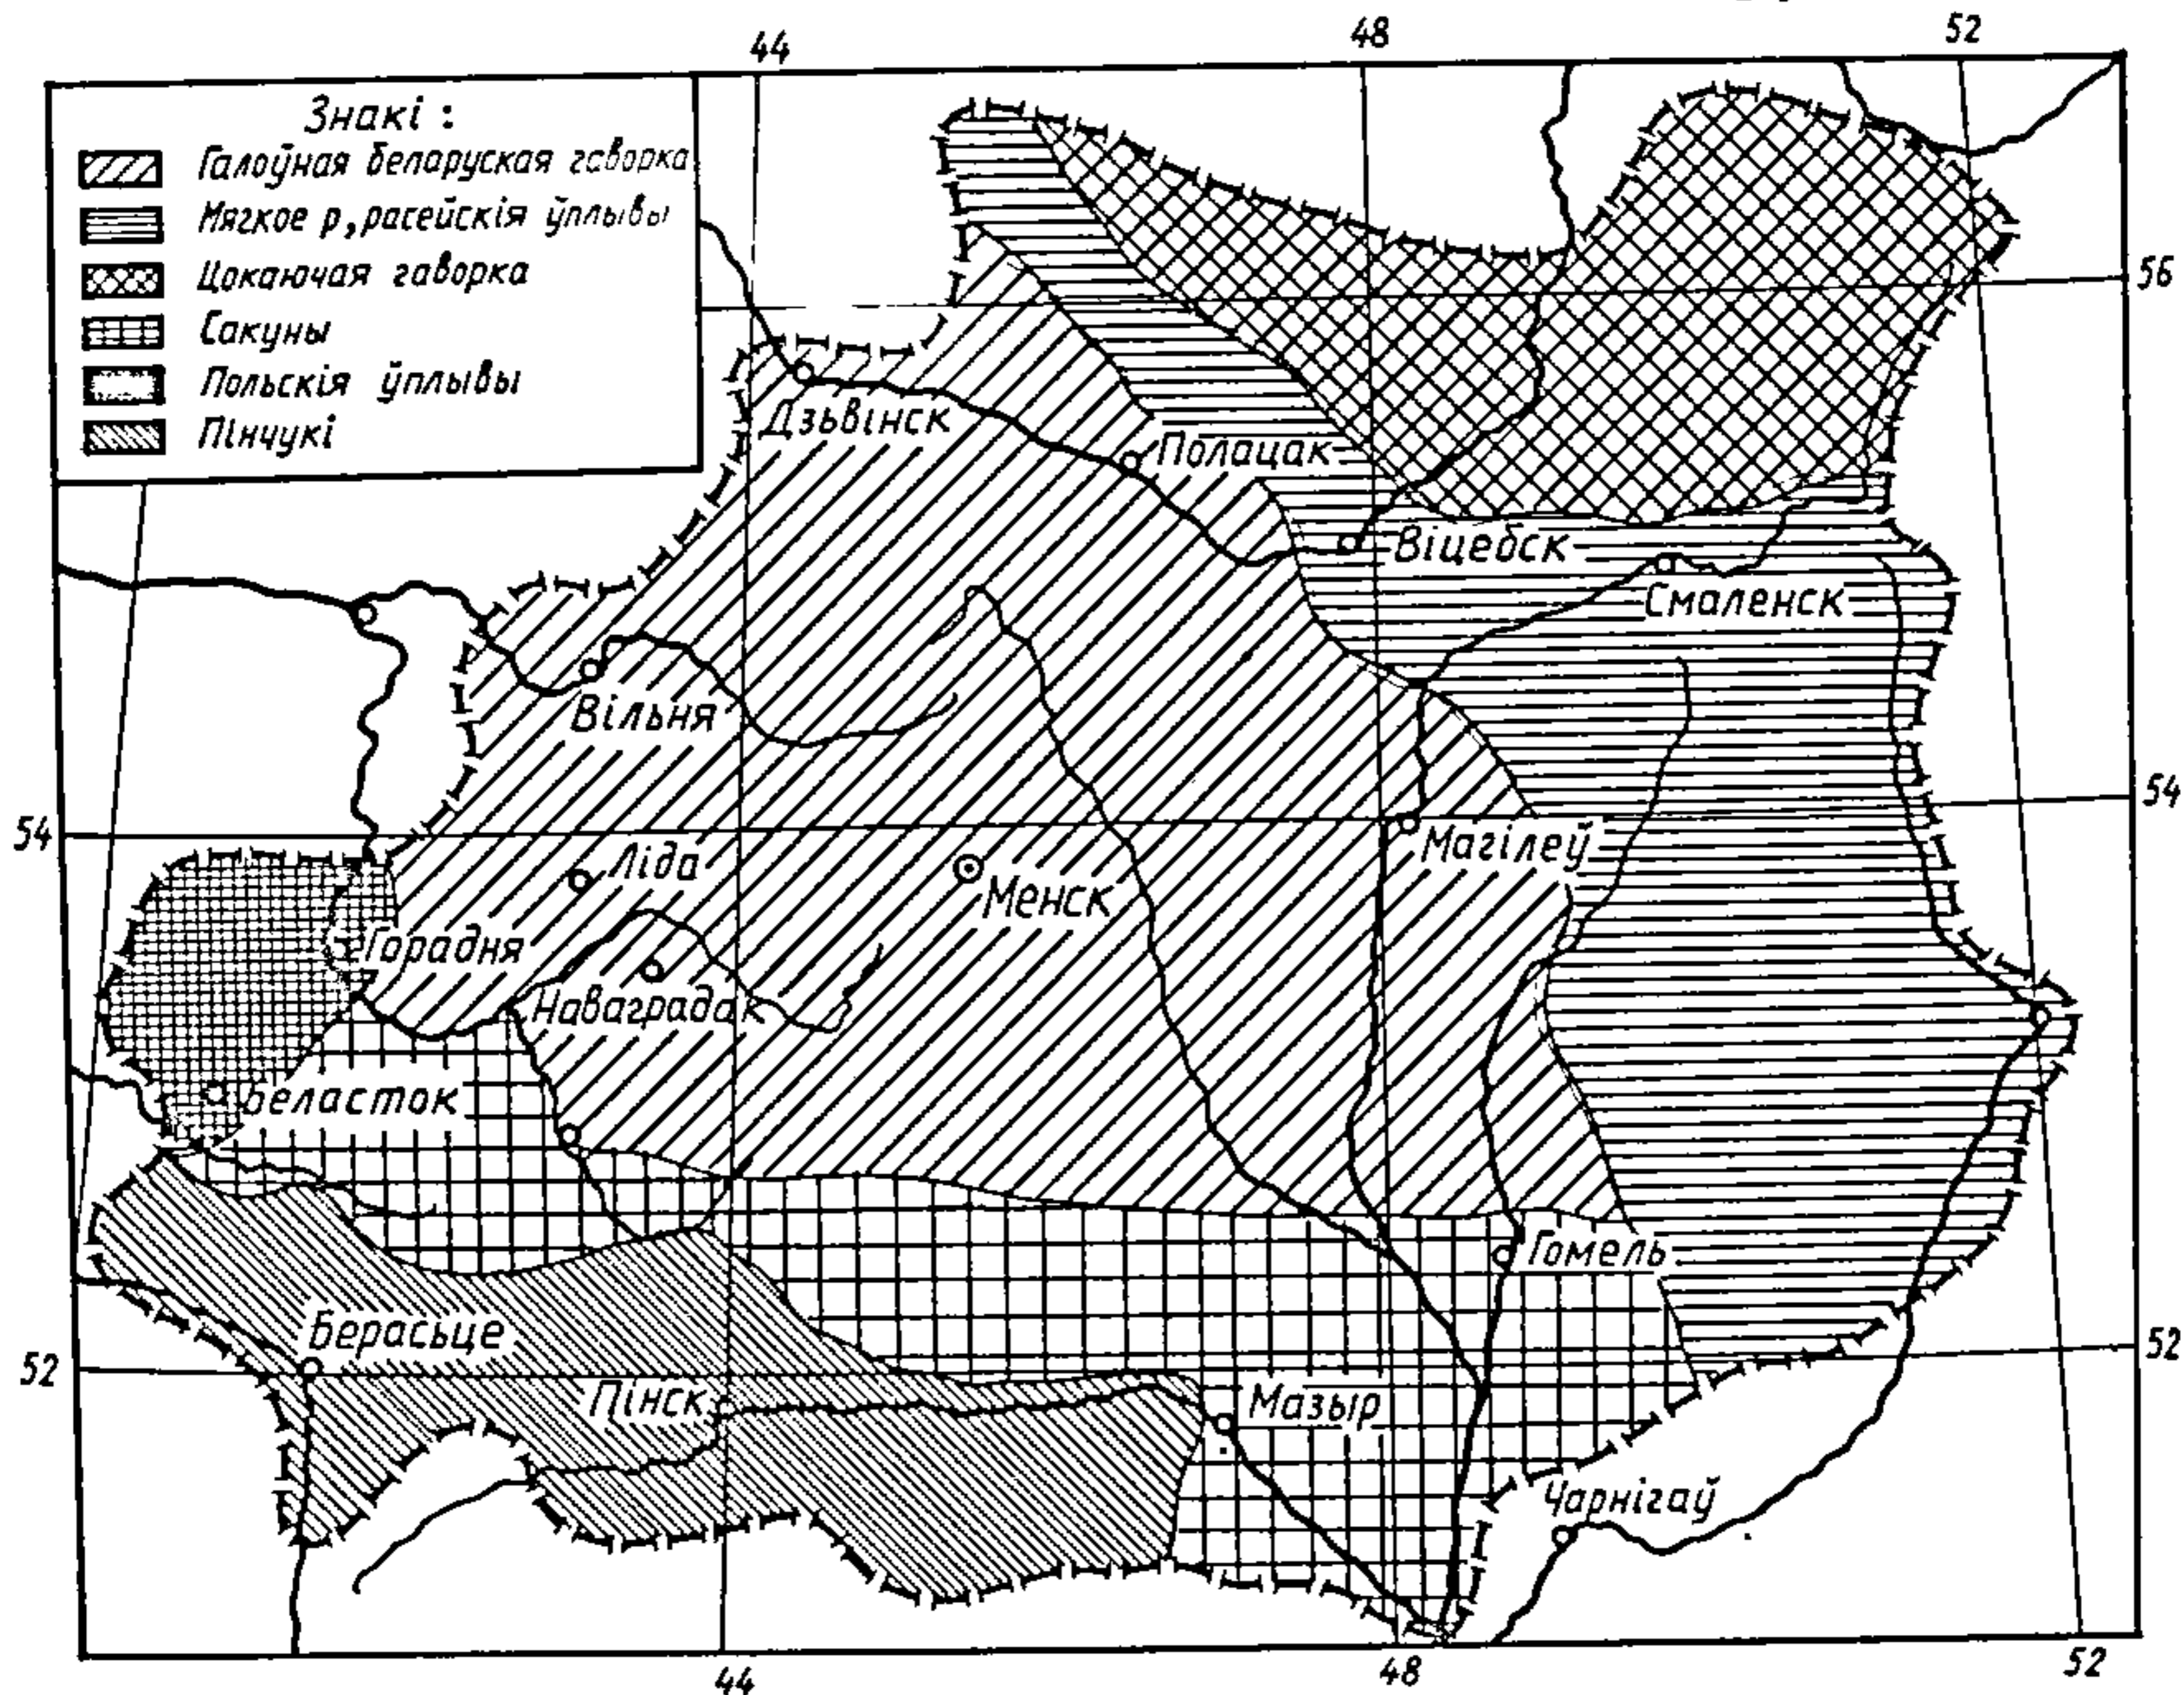 44 48 52
Знакі :
Галоўная беларуская гаворка
Мягкое р, расейскія ўплывы
Цокаючая гаворка
Сакуны
Польскія ўплывы
Пінчукі
56
Дзьвінск
Полацак
Віцебск
Смаленск
Вільня
54 54
Магілеў
Ліда
Менск
Горадня
Наваградак
Беласток
Гомель
Берасьце
52 52
Пінск
Мазыр
Чарнігаў
44 48 52